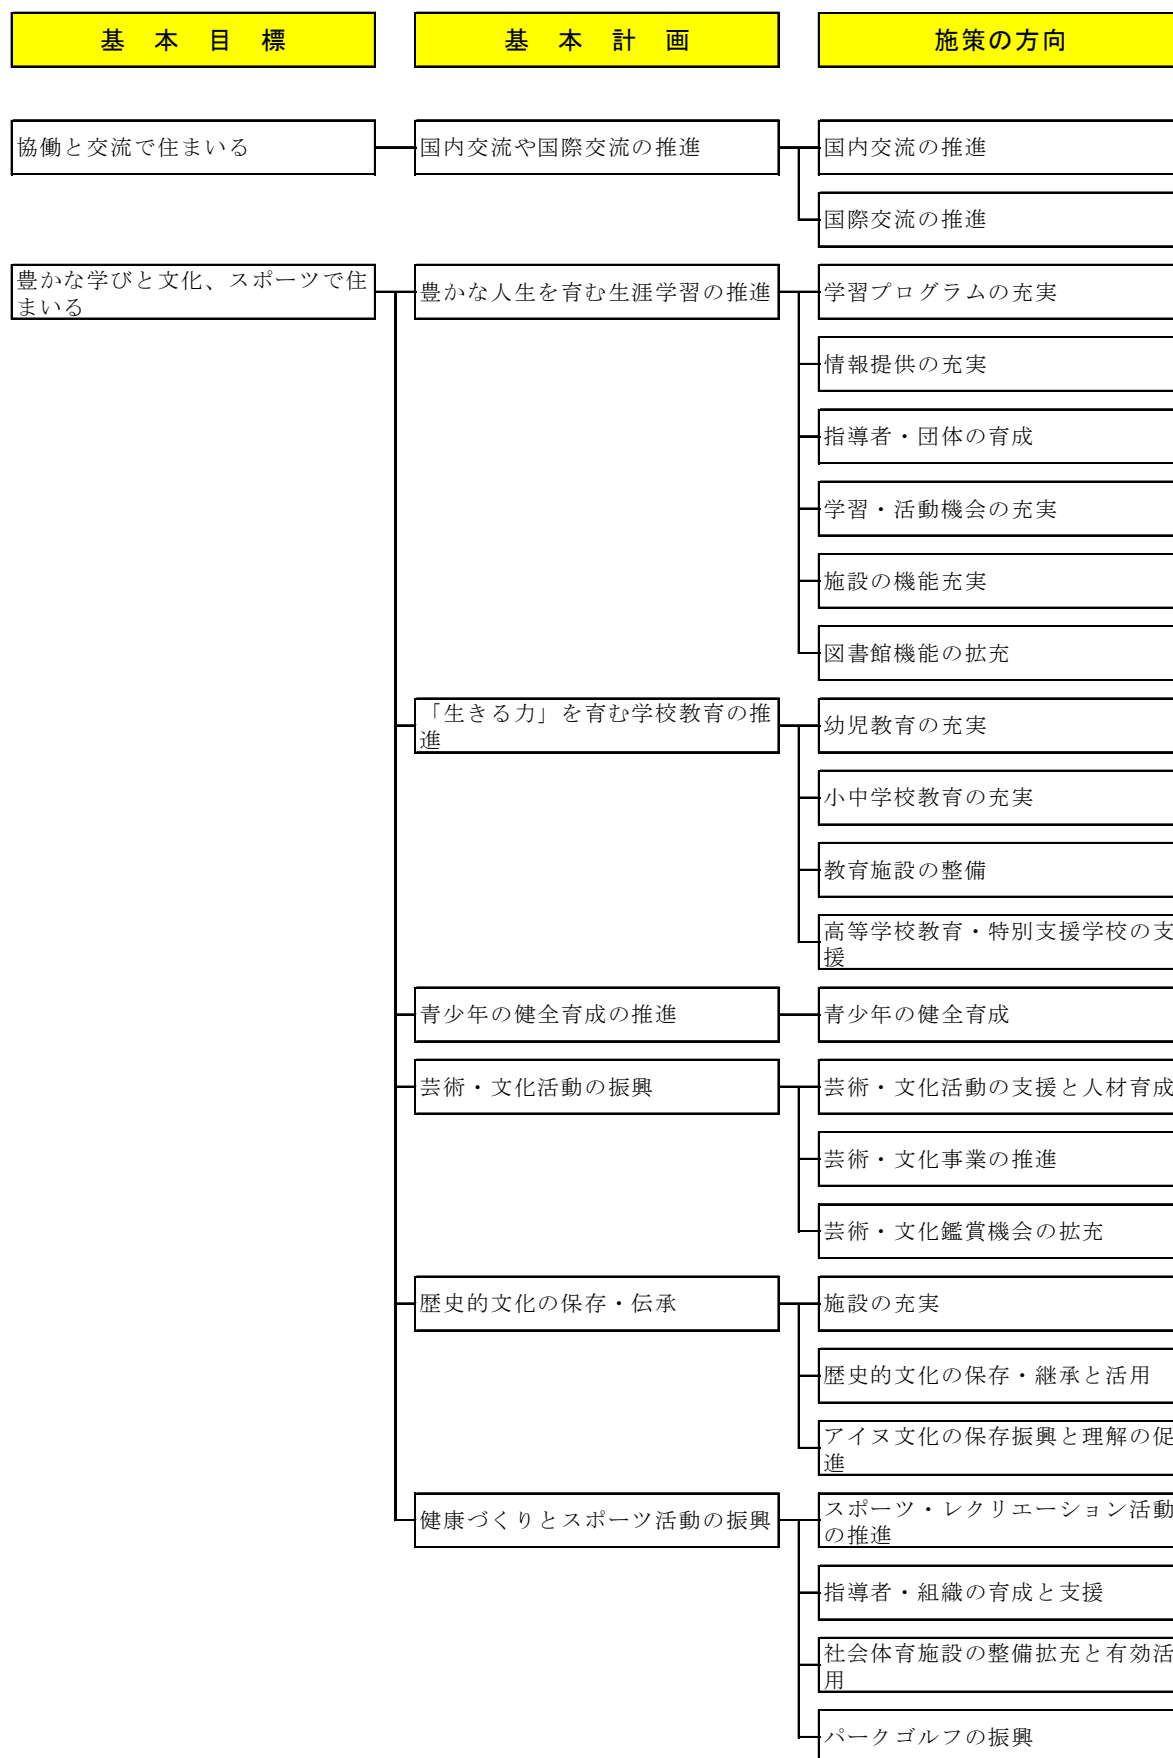 基本目標
基本計画
施策の方向
協働と交流で住まいる
国内交流や国際交流の推進
国内交流の推進
国際交流の推進
豊かな学びと文化、スポーツで住
まいる
豊かな人生を育む生涯学習の推進
学習プログラムの充実
情報提供の充実
指導者・団体の育成
学習・活動機会の充実
施設の機能充実
図書館機能の拡充
「生きる力」を育む学校教育の推
進
幼児教育の充実
小中学校教育の充実
教育施設の整備
高等学校教育・特別支援学校の支
援
青少年の健全育成の推進
青少年の健全育成
芸術・文化活動の振興
芸術・文化活動の支援と人材育成
芸術・文化事業の推進
芸術・文化鑑賞機会の拡充
歴史的文化の保存・伝承
施設の充実
歴史的文化の保存・継承と活用
アイヌ文化の保存振興と理解の促
進
健康づくりとスポーツ活動の振興
スポーツ・レクリエーション活動
の推進
指導者・組織の育成と支援
社会体育施設の整備拡充と有効活
用
パークゴルフの振興